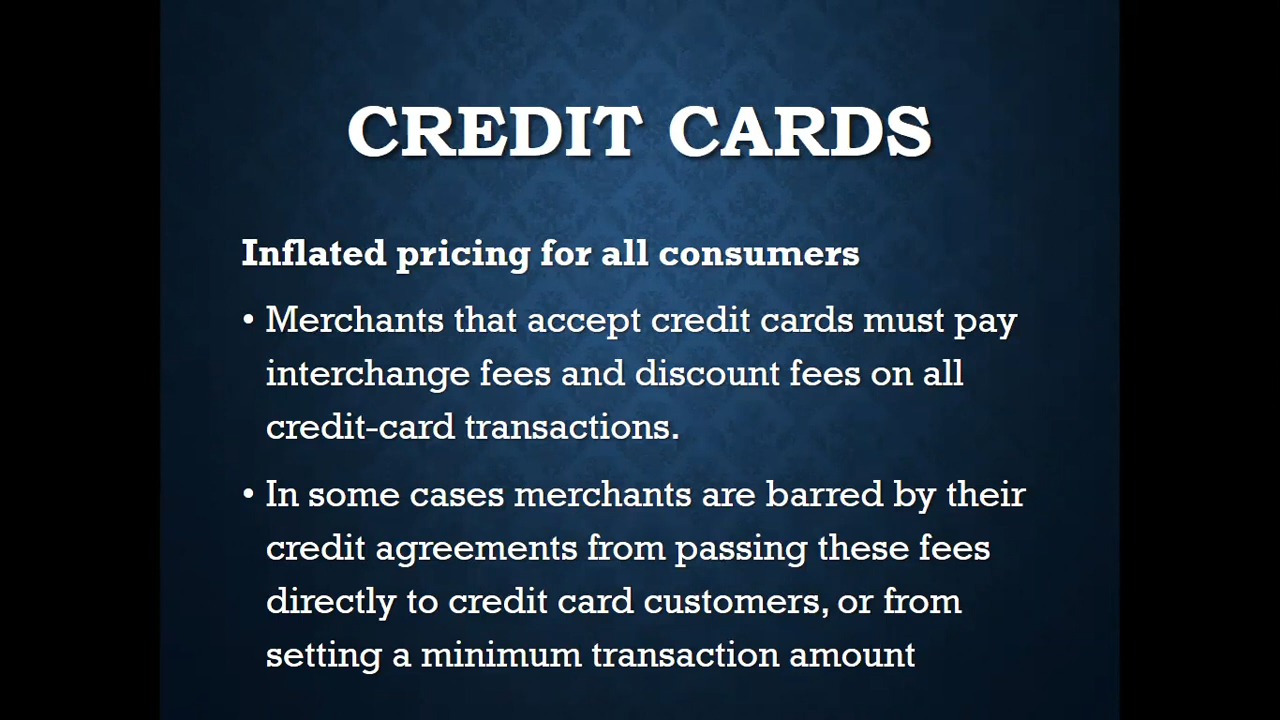 CREDIT CARDS
Inflated pricing for all consumers
• Merchants that accept credit cards must pay
interchange fees and discount fees on all
credit-card transactions.
• In some cases merchants are barred by their
credit agreements from passing these fees
directly to credit card customers, or from
setting a minimum transaction amount